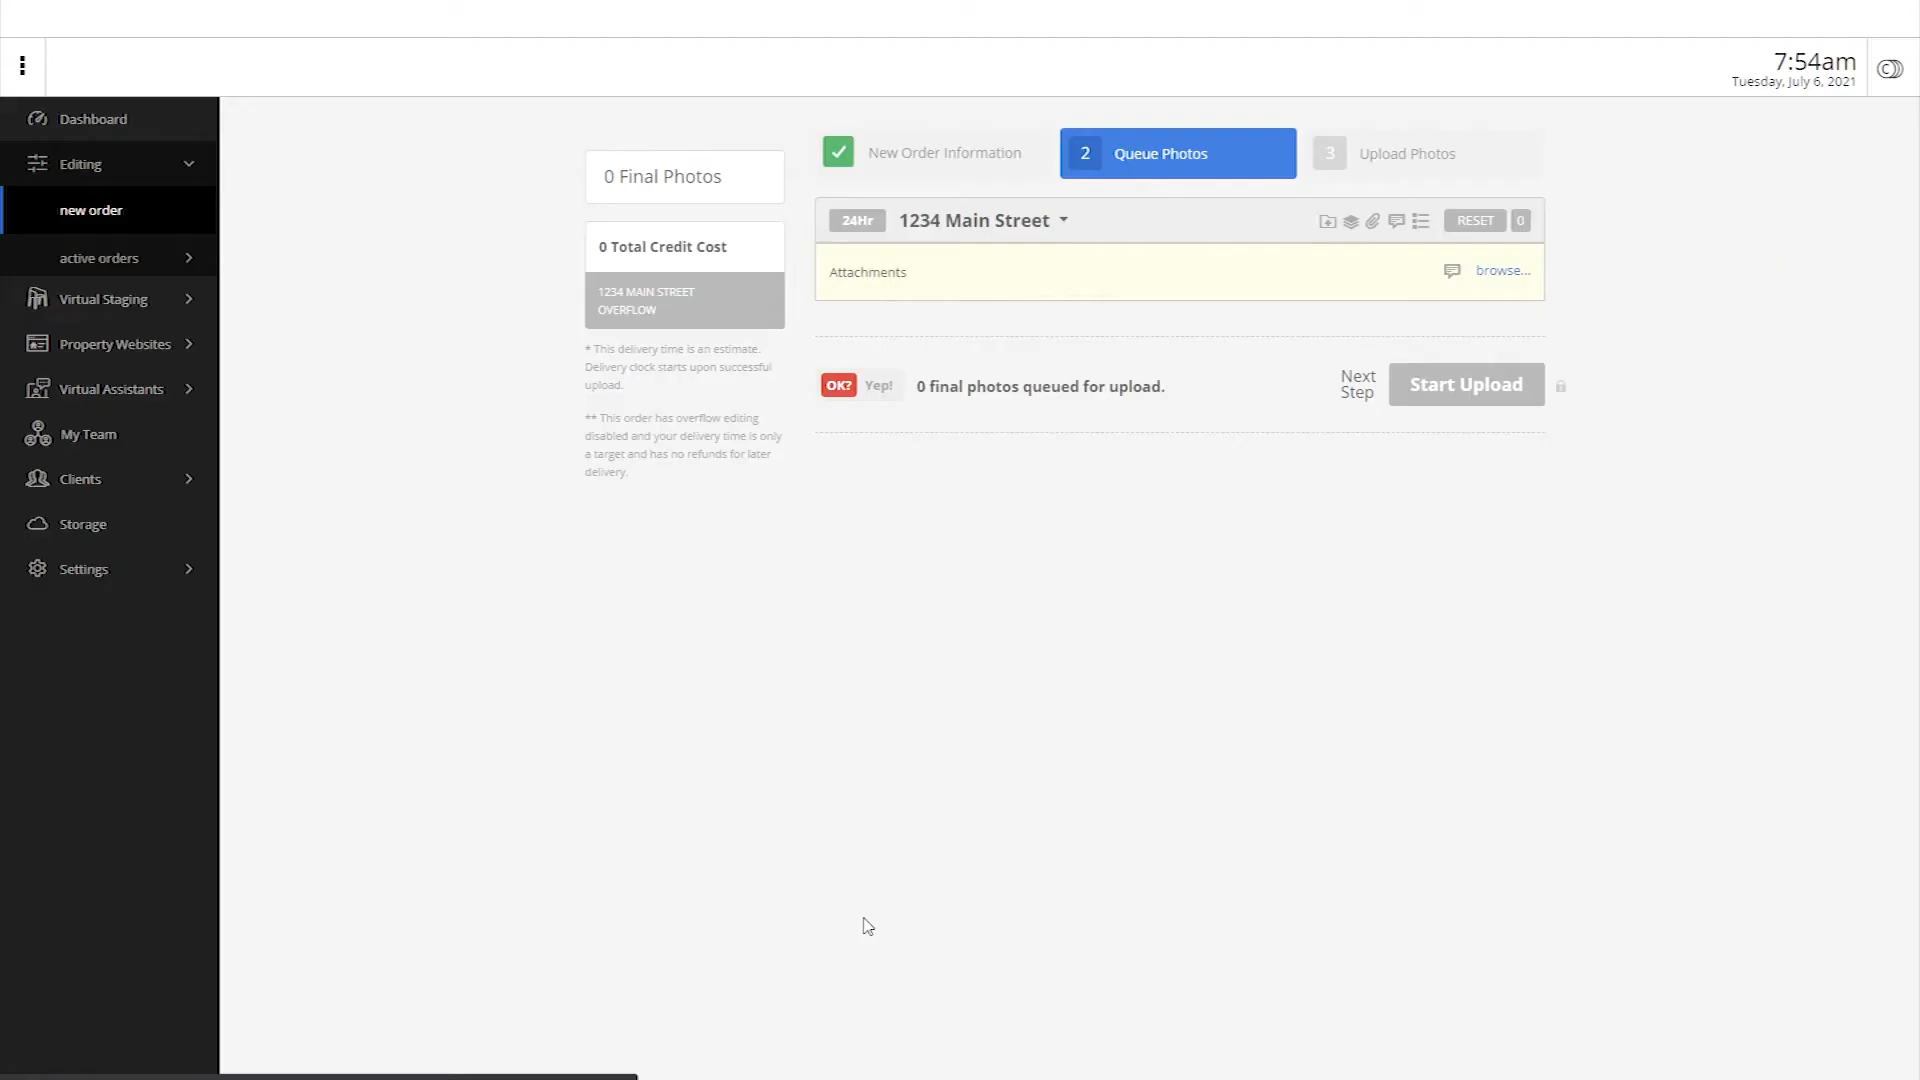 7:54am
Tuesday, July 6, 2021
Dashboard
Editing
new order
active orders
Virtual Staging
Property Websites
Virtual Assistants
My Team
Clients
Storage
Settings
0 Final Photos
0 Total Credit Cost
1234 MAIN STREET
OVERFLOW
* This delivery time is an estimate.
Delivery clock starts upon successful
upload.
** This order has overflow editing
disabled and your delivery time is only
a target and has no refunds for later
delivery.
New Order Information
2 Queue Photos
3 Upload Photos
24Hr 1234 Main Street
RESET 0
Attachments
browse...
OK? Yep! 0 final photos queued for upload.
Next
Step
Start Upload